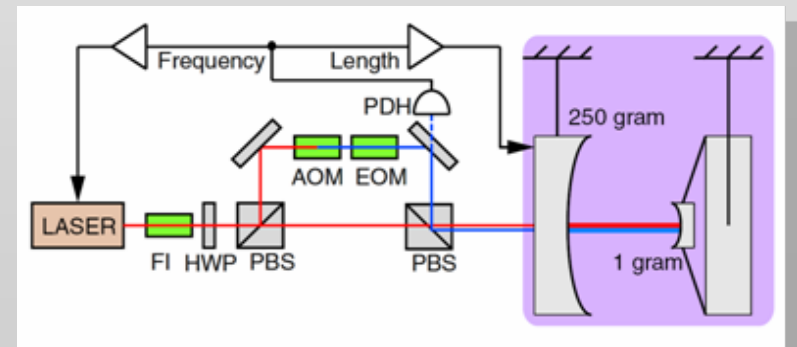 Frequency
Length
PDH
250 gram
AOM EOM
LASER
FI HWP PBS
PBS
1 gram